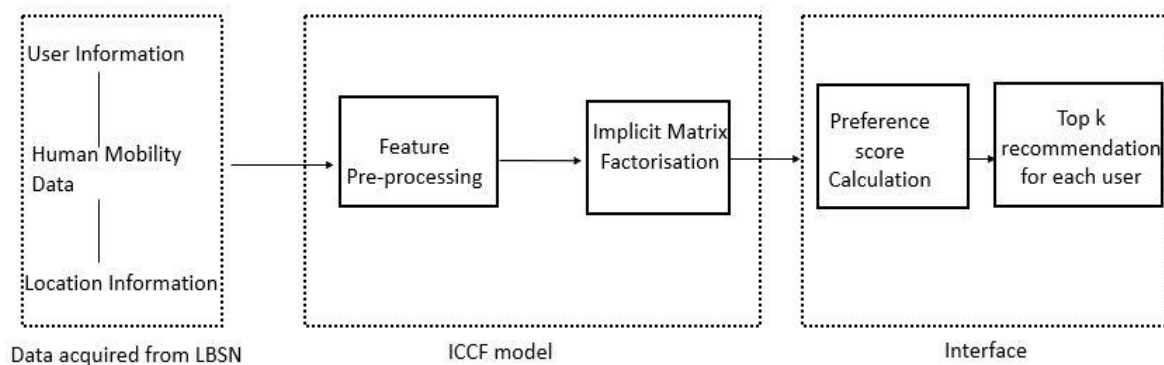 User Information
Human Mobility
Data
Location Information
Data acquired from LBSN
Feature
Pre-processing
Implicit Matrix
Factorisation
ICCF model
Preference
score
Calculation
Top k
recommendation
for each user
Interface